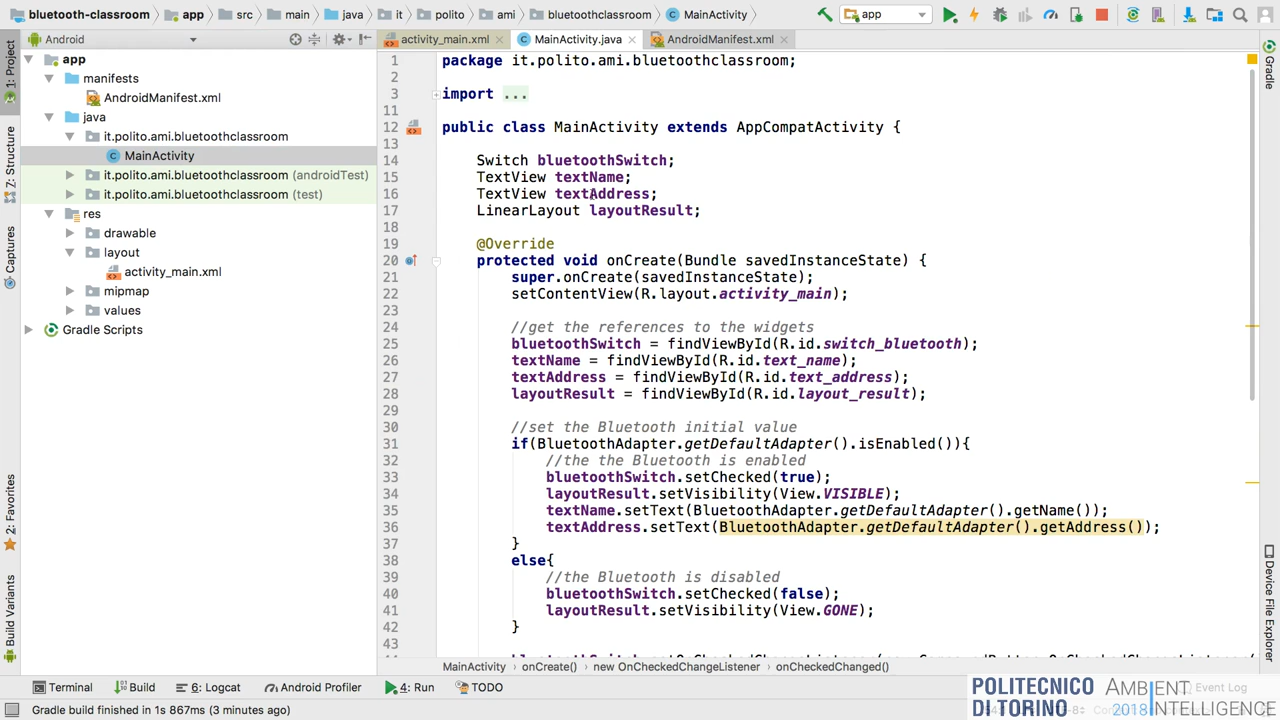 bluetooth-classroom app src main java it polito ami bluetoothclassroom MainActivity app
Android activity_main.xml MainActivity.java AndroidManifest.xml
1: Project
Z: Structure
Captures
2: Favorites
Build Variants
app
manifests
AndroidManifest.xml
java
it.polito.ami.bluetoothclassroom
MainActivity
it.polito.ami.bluetoothclassroom (androidTest)
it.polito.ami.bluetoothclassroom (test)
res
drawable
layout
activity_main.xml
mipmap
values
Gradle Scripts
1 package it.polito.ami.bluetoothclassroom;
2
3 import ...
11
12 public class MainActivity extends AppCompatActivity {
13
14 Switch bluetoothSwitch;
15 TextView textName;
16 TextView textAddress;
17 LinearLayout layoutResult;
18
19 @Override
20 protected void onCreate(Bundle savedInstanceState) {
21 super.onCreate(savedInstanceState);
22 setContentView(R.layout.activity_main);
23
24 //get the references to the widgets
25 bluetoothSwitch = findViewById(R.id.switch_bluetooth);
26 textName = findViewById(R.id.text_name);
27 textAddress = findViewById(R.id.text_address);
28 layoutResult = findViewById(R.id.layout_result);
29
30 //set the Bluetooth initial value
31 if(BluetoothAdapter.getDefaultAdapter().isEnabled()){
32 //the the Bluetooth is enabled
33 bluetoothSwitch.setChecked(true);
34 layoutResult.setVisibility(View.VISIBLE);
35 textName.setText(BluetoothAdapter.getDefaultAdapter().getName());
36 textAddress.setText(BluetoothAdapter.getDefaultAdapter().getAddress());
37 }
38 else{
39 //the Bluetooth is disabled
40 bluetoothSwitch.setChecked(false);
41 layoutResult.setVisibility(View.GONE);
42 }
43
MainActivity onCreate() new OnCheckedChangeListener onCheckedChanged()
Gradle
Device File Explorer
Terminal Build 6: Logcat Android Profiler 4: Run TODO Event Log
Gradle build finished in 1s 867ms (3 minutes ago)
POLITECNICO
DI TORINO
AMBIENT
2018 INTELLIGENCE